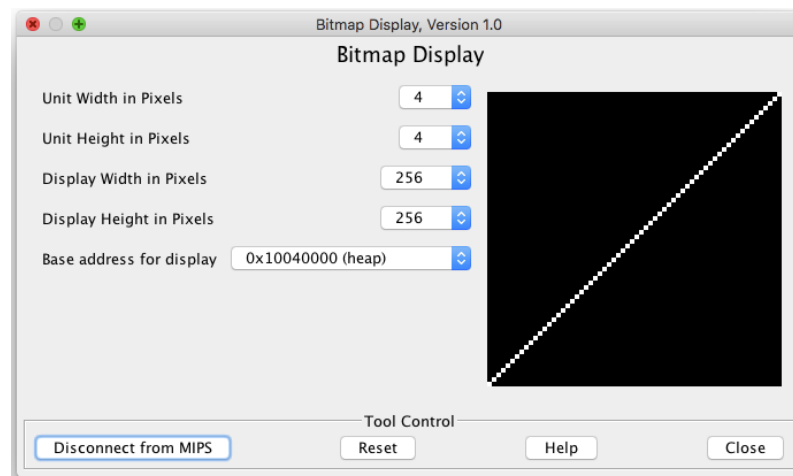 Bitmap Display, Version 1.0
Bitmap Display
Unit Width in Pixels 4
Unit Height in Pixels 4
Display Width in Pixels 256
Display Height in Pixels 256
Base address for display 0x10040000 (heap)
Tool Control
Disconnect from MIPS Reset Help Close